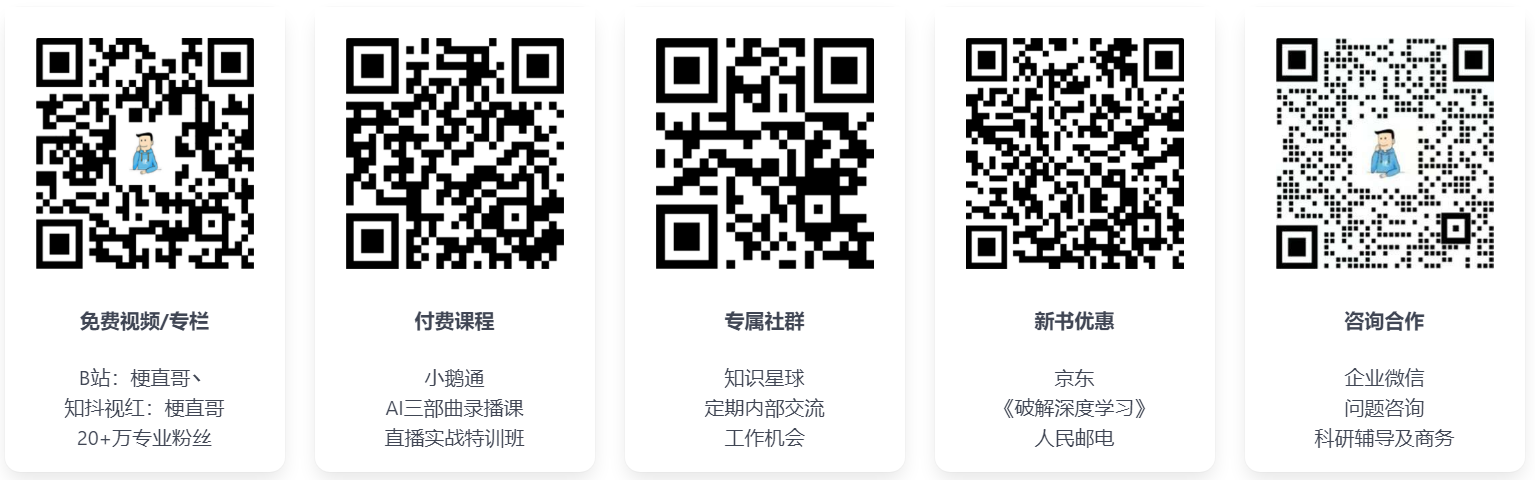 免费视频/专栏
B站：梗直哥丶
知抖视红：梗直哥
20+万专业粉丝
付费课程
小鹅通
AI三部曲录播课
直播实战特训班
专属社群
知识星球
定期内部交流
工作机会
新书优惠
京东
《破解深度学习》
人民邮电
咨询合作
企业微信
问题咨询
科研辅导及商务